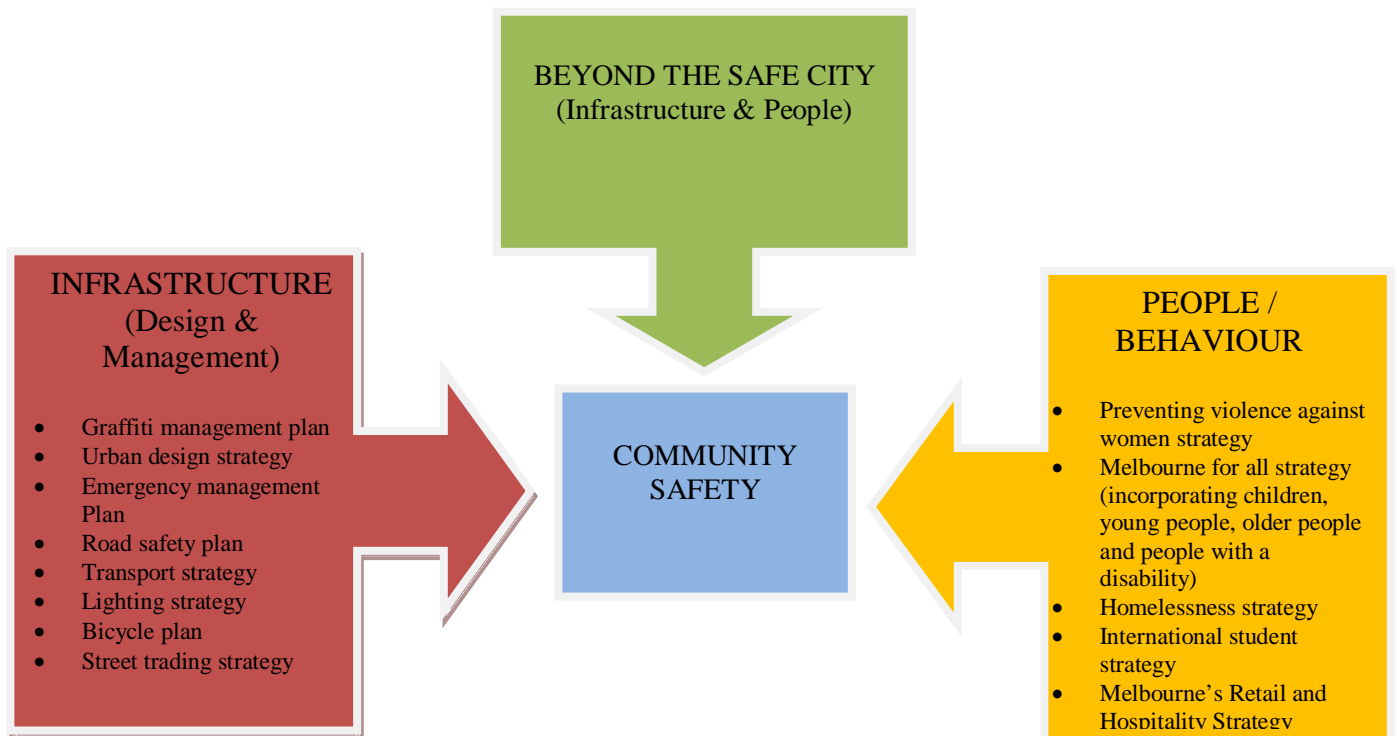 BEYOND THE SAFE CITY
(Infrastructure & People)
INFRASTRUCTURE
(Design &
Management)
• Graffiti management plan
• Urban design strategy
• Emergency management
Plan
• Road safety plan
• Transport strategy
• Lighting strategy
• Bicycle plan
• Street trading strategy
COMMUNITY
SAFETY
PEOPLE /
BEHAVIOUR
• Preventing violence against
women strategy
• Melbourne for all strategy
(incorporating children,
young people, older people
and people with a
disability)
• Homelessness strategy
• International student
strategy
• Melbourne’s Retail and
Hospitality Strategy